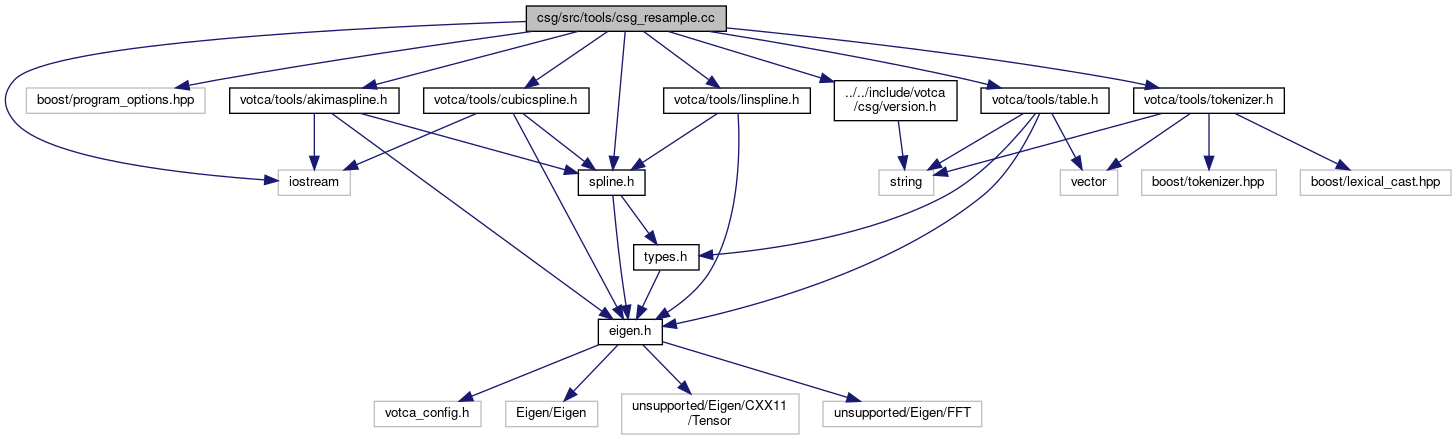 csg/src/tools/csg_resample.cc
boost/program_options.hpp
votca/tools/akimaspline.h
votca/tools/cubicspline.h
votca/tools/linspline.h
../../include/votca
/csg/version.h
votca/tools/table.h
votca/tools/tokenizer.h
iostream
spline.h
string
vector
boost/tokenizer.hpp
boost/lexical_cast.hpp
types.h
eigen.h
votca_config.h
Eigen/Eigen
unsupported/Eigen/CXX11
/Tensor
unsupported/Eigen/FFT